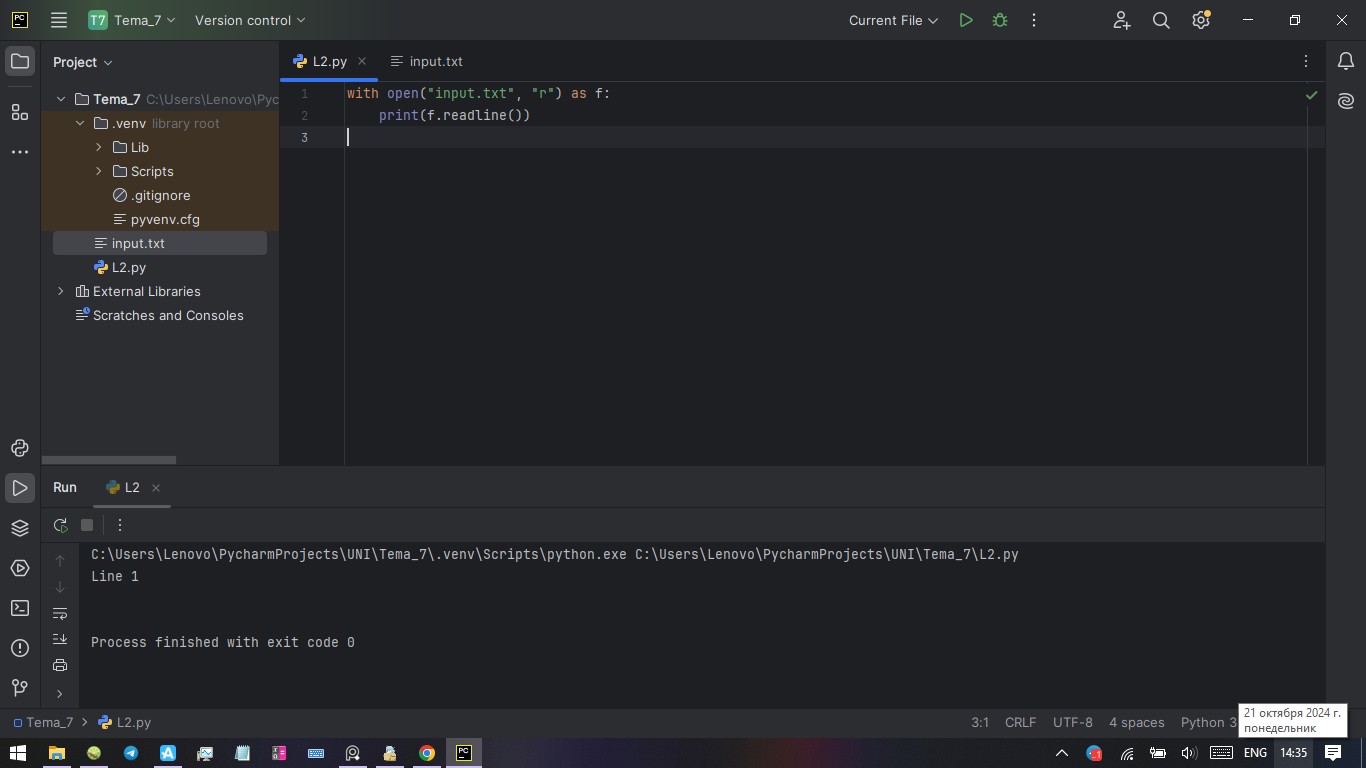 PC
T7 Tema_7 Version control Current File
Project
L2.py input.txt
Tema_7 C:\Users\Lenovo\Pyc
.venv library root
Lib
Scripts
.gitignore
pyvenv.cfg
input.txt
L2.py
External Libraries
Scratches and Consoles
1 with open("input.txt", "r") as f:
2 print(f.readline())
3
Run L2
C:\Users\Lenovo\PycharmProjects\UNI\Tema_7\.venv\Scripts\python.exe C:\Users\Lenovo\PycharmProjects\UNI\Tema_7\L2.py
Line 1
Process finished with exit code 0
Tema_7 L2.py 3:1 CRLF UTF-8 4 spaces Python 3
21 октября 2024 г.
понедельник
PC ENG 14:35